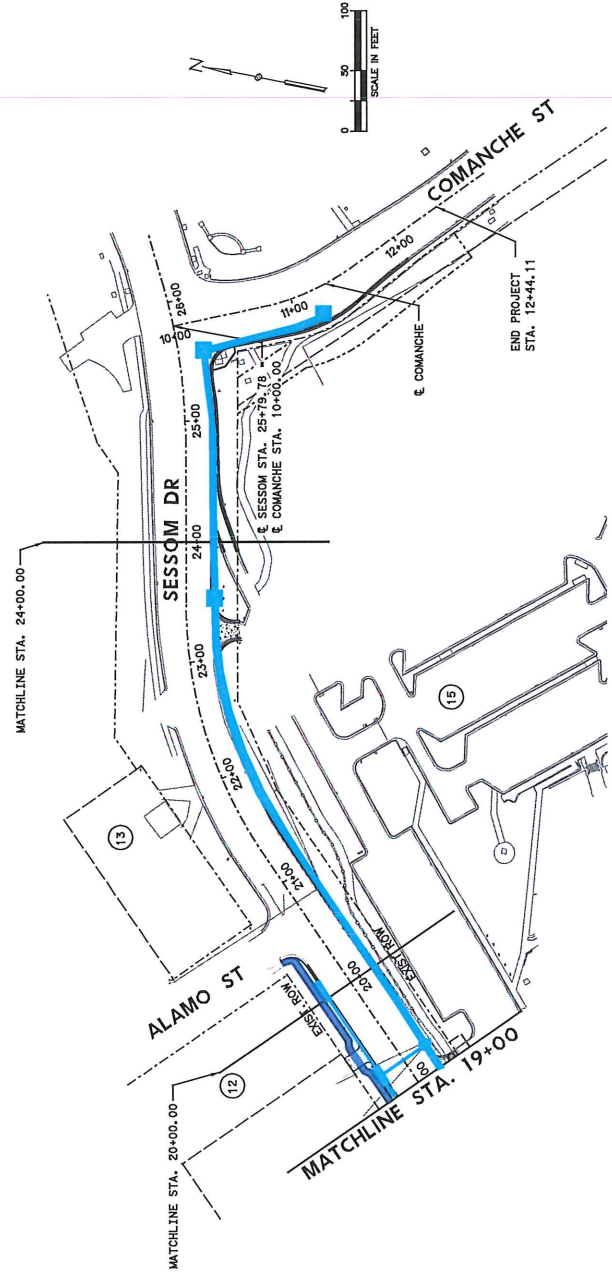 MATCHLINE STA. 24+00.00
N
0 50 100
SCALE IN FEET
SESSOM DR
COMANCHE ST
10+00
26+00
11+00
12+00
25+00
24+00
23+00
22+00
21+00
20+00
℄ SESSOM STA. 25+79.78
℄ COMANCHE STA. 10+00.00
℄ COMANCHE
END PROJECT
STA. 12+44.11
13
15
ALAMO ST
EXIST. ROW
EXIST ROW
12
MATCHLINE STA. 20+00.00
MATCHLINE STA. 19+00
00